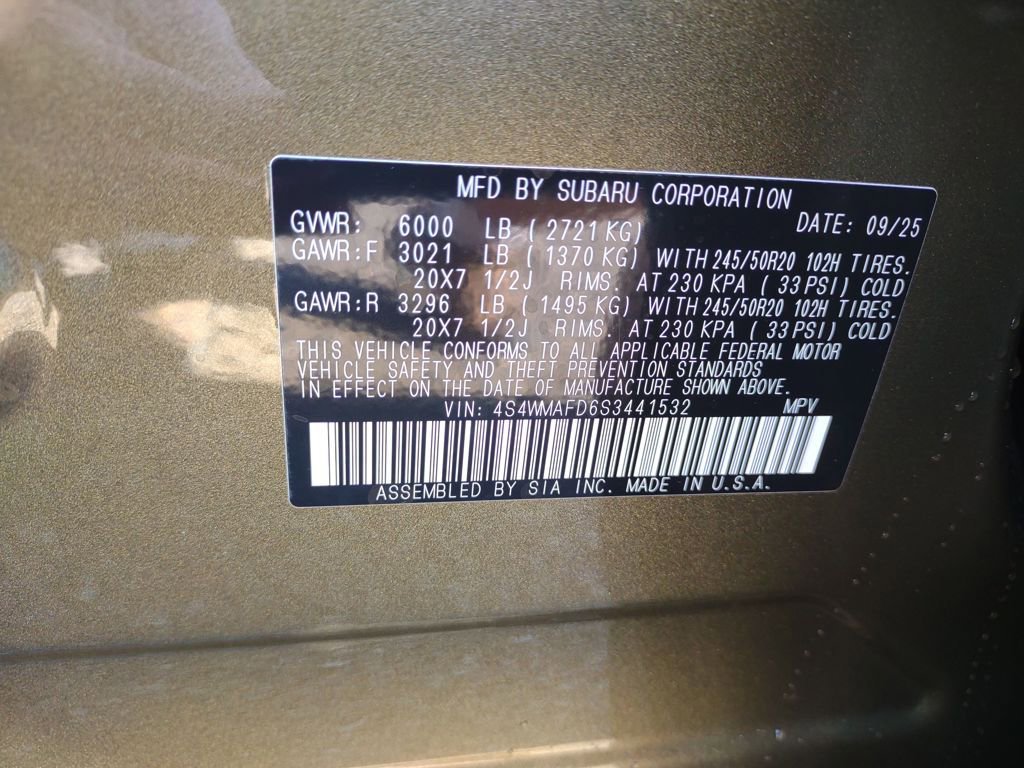 MFD BY SUBARU CORPORATION
GVWR: 6000 LB ( 2721 KG) DATE: 09/25
GAWR:F 3021 LB ( 1370 KG) WITH 245/50R20 102H TIRES.
20X7 1/2J RIMS. AT 230 KPA ( 33 PSI) COLD
GAWR:R 3296 LB ( 1495 KG) WITH 245/50R20 102H TIRES.
20X7 1/2J RIMS. AT 230 KPA ( 33 PSI) COLD
THIS VEHICLE CONFORMS TO ALL APPLICABLE FEDERAL MOTOR
VEHICLE SAFETY AND THEFT PREVENTION STANDARDS
IN EFFECT ON THE DATE OF MANUFACTURE SHOWN ABOVE.
VIN: 4S4WMAFD6S3441532 MPV
ASSEMBLED BY SIA INC. MADE IN U.S.A.